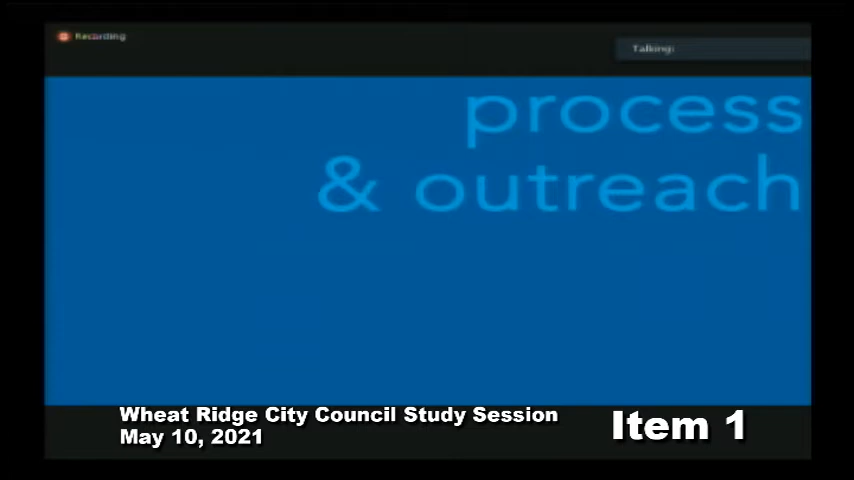 Recording
Talking:
process
& outreach
Wheat Ridge City Council Study Session
May 10, 2021
Item 1